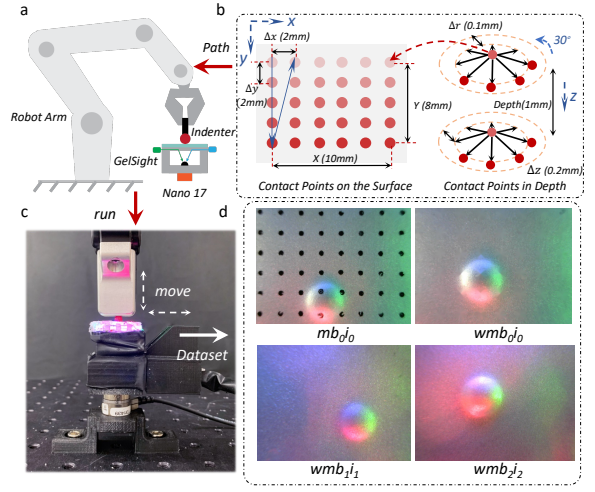 a
Robot Arm
Path
Indenter
GelSight
Nano 17
run
b
x
y
Δx (2mm)
Δy
(2mm)
Y (8mm)
X (10mm)
Contact Points on the Surface
Δr (0.1mm)
30°
Depth(1mm)
z
Δz (0.2mm)
Contact Points in Depth
c
move
Dataset
d
mb₀i₀
wmb₀i₀
wmb₁i₁
wmb₂i₂